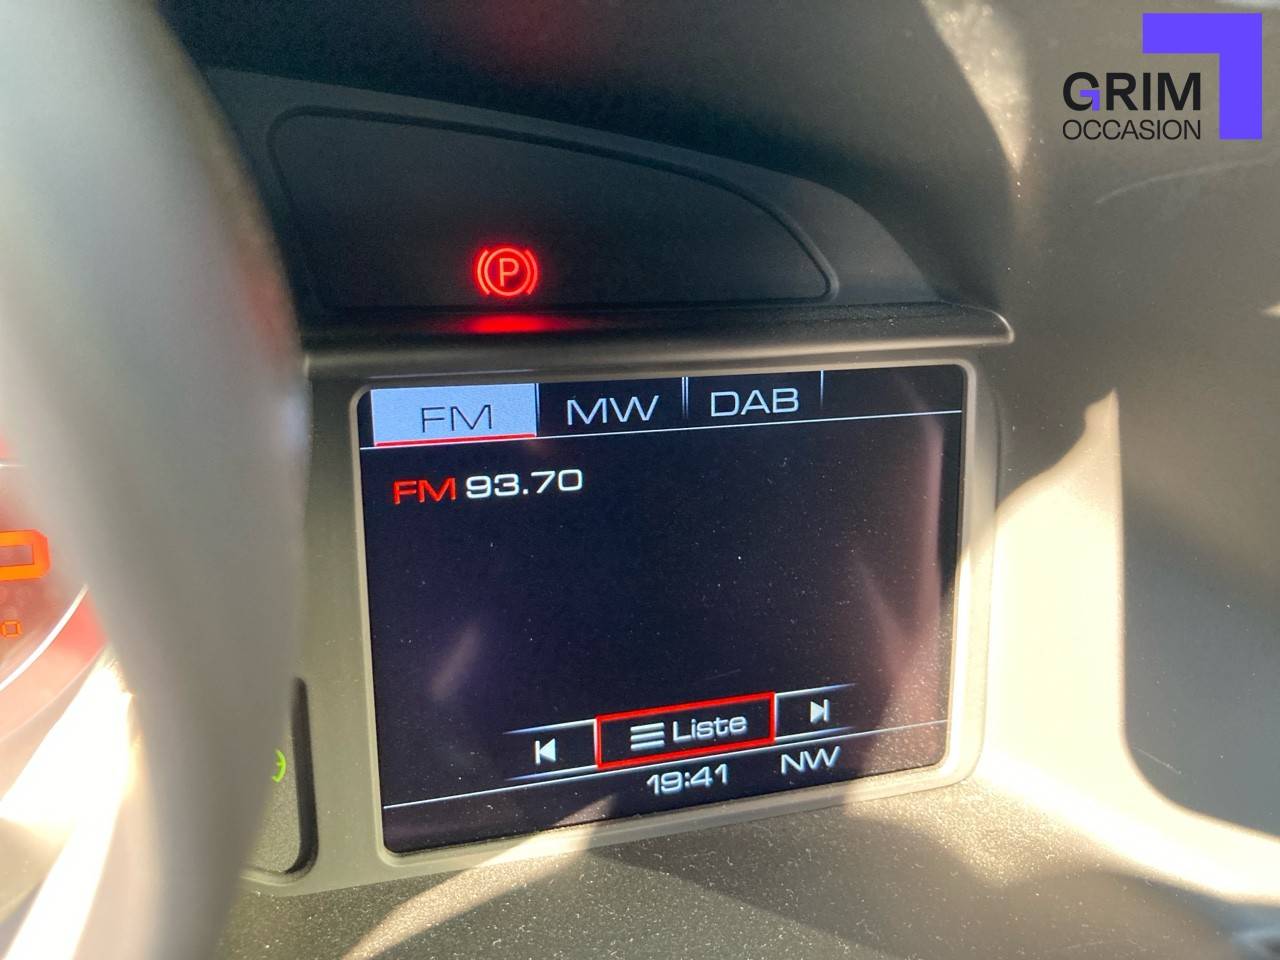 GRIM
OCCASION
P
FM MW DAB
FM 93.70
Liste
19:41 NW